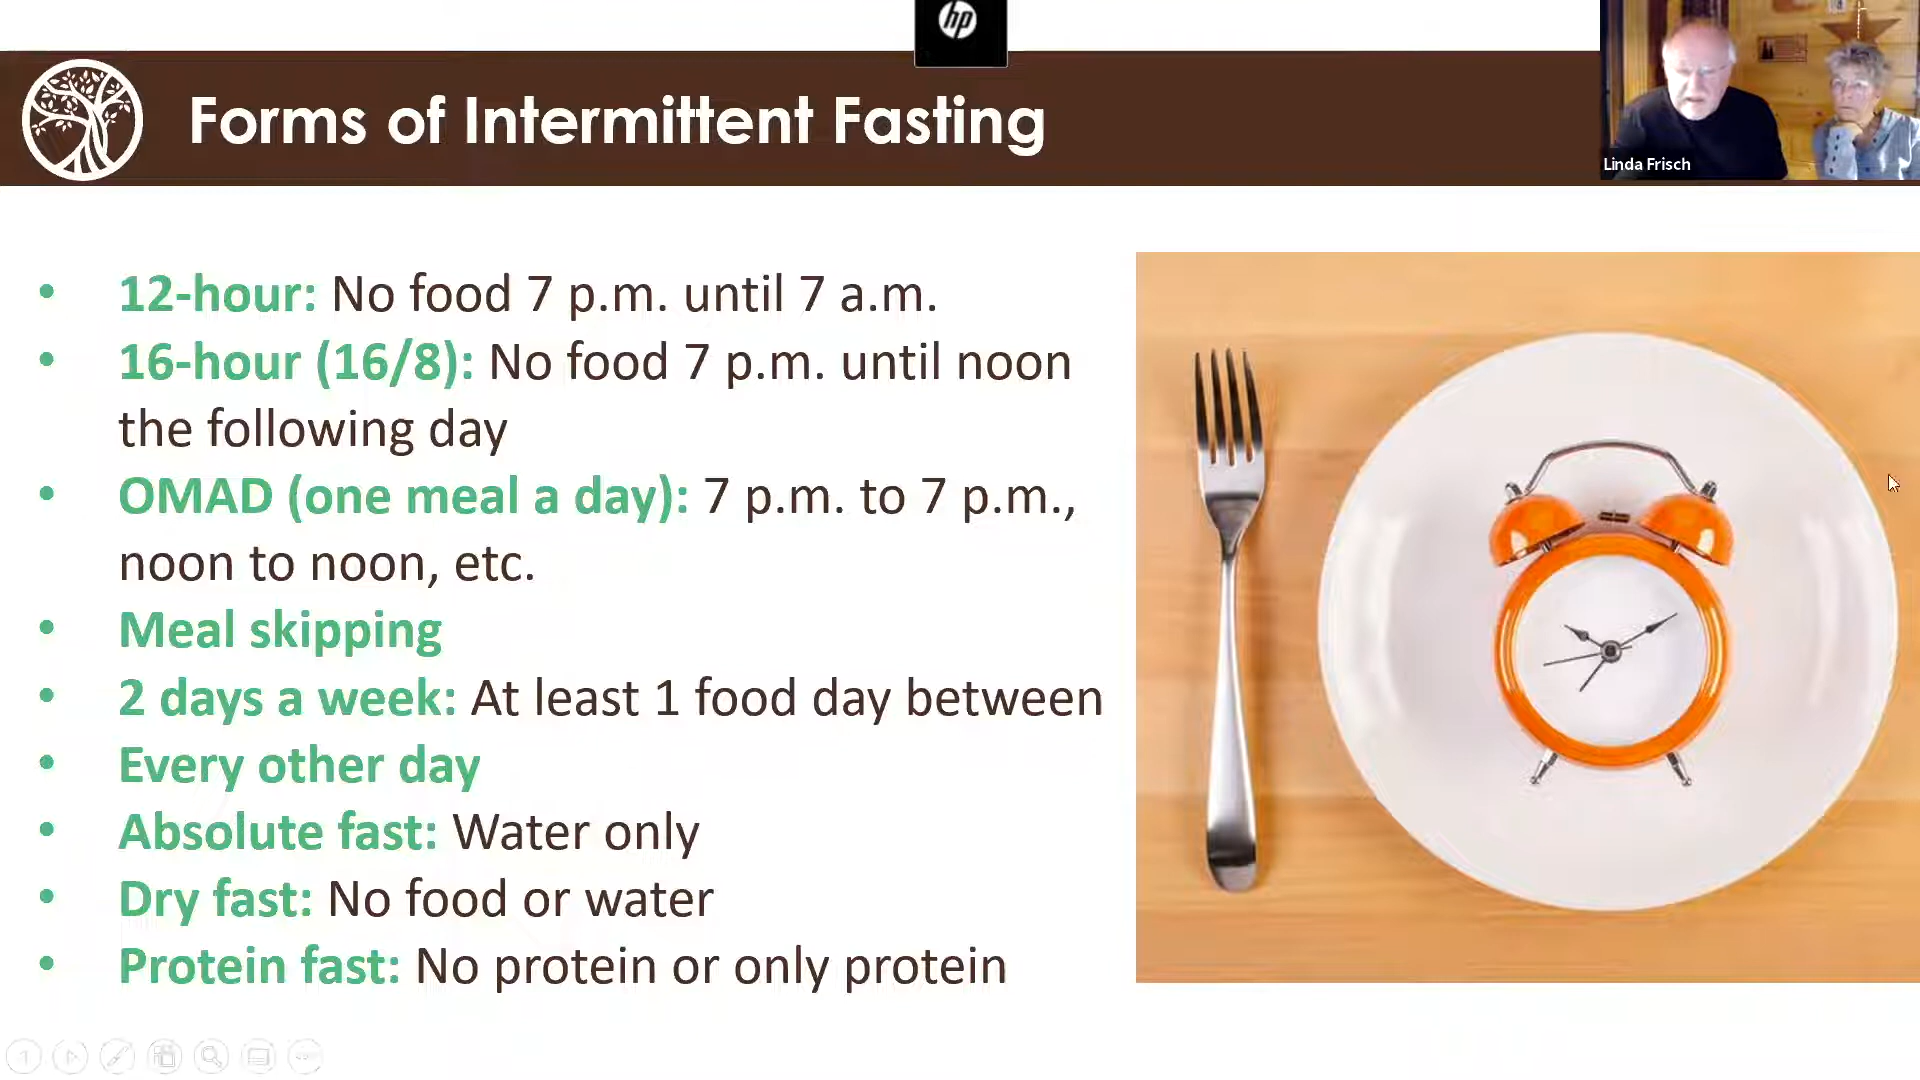 hp
Forms of Intermittent Fasting
Linda Frisch
• 12-hour: No food 7 p.m. until 7 a.m.
• 16-hour (16/8): No food 7 p.m. until noon
the following day
• OMAD (one meal a day): 7 p.m. to 7 p.m.,
noon to noon, etc.
• Meal skipping
• 2 days a week: At least 1 food day between
• Every other day
• Absolute fast: Water only
• Dry fast: No food or water
• Protein fast: No protein or only protein